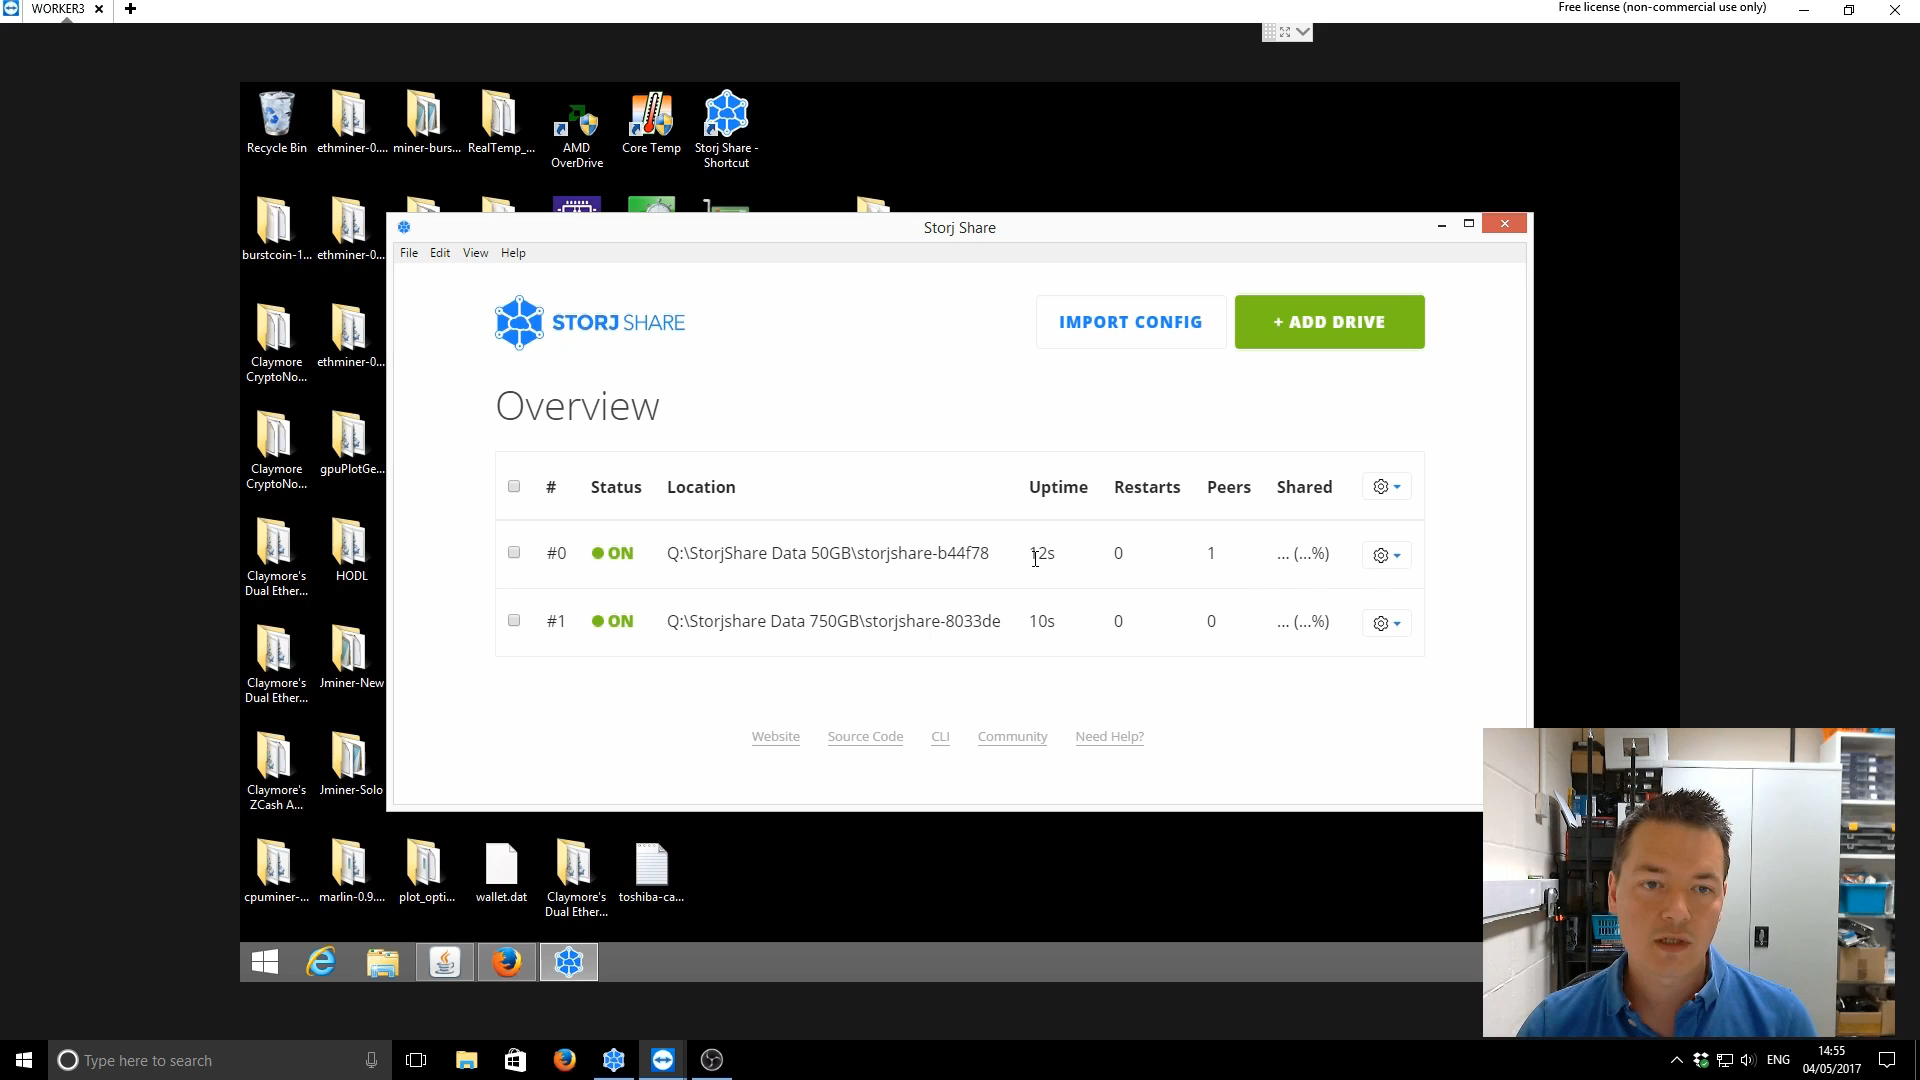 WORKER3
Free license (non-commercial use only)
Recycle Bin
ethminer-0....
miner-burs...
RealTemp_...
AMD OverDrive
Core Temp
Storj Share - Shortcut
burstcoin-1...
ethminer-0...
Storj Share
File Edit View Help
STORJ SHARE
IMPORT CONFIG
+ ADD DRIVE
Overview
# Status Location Uptime Restarts Peers Shared
#0 ON Q:\StorjShare Data 50GB\storjshare-b44f78 12s 0 1 ... (...%)
#1 ON Q:\Storjshare Data 750GB\storjshare-8033de 10s 0 0 ... (...%)
Website Source Code CLI Community Need Help?
Claymore CryptoNo...
ethminer-0...
Claymore CryptoNo...
gpuPlotGe...
Claymore's Dual Ether...
HODL
Claymore's Dual Ether...
Jminer-New
Claymore's ZCash A...
Jminer-Solo
cpuminer-...
marlin-0.9....
plot_opti...
wallet.dat
Claymore's Dual Ether...
toshiba-ca...
Type here to search
ENG
14:55
04/05/2017